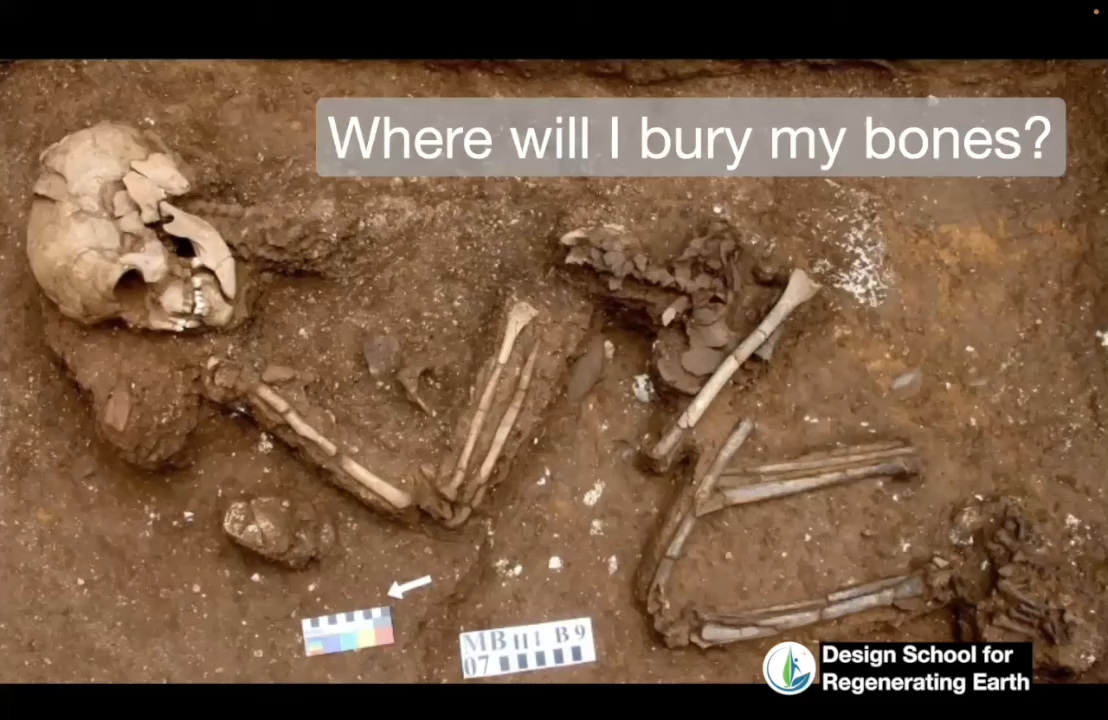 Where will I bury my bones?
MB H1 B9
07
Design School for
Regenerating Earth